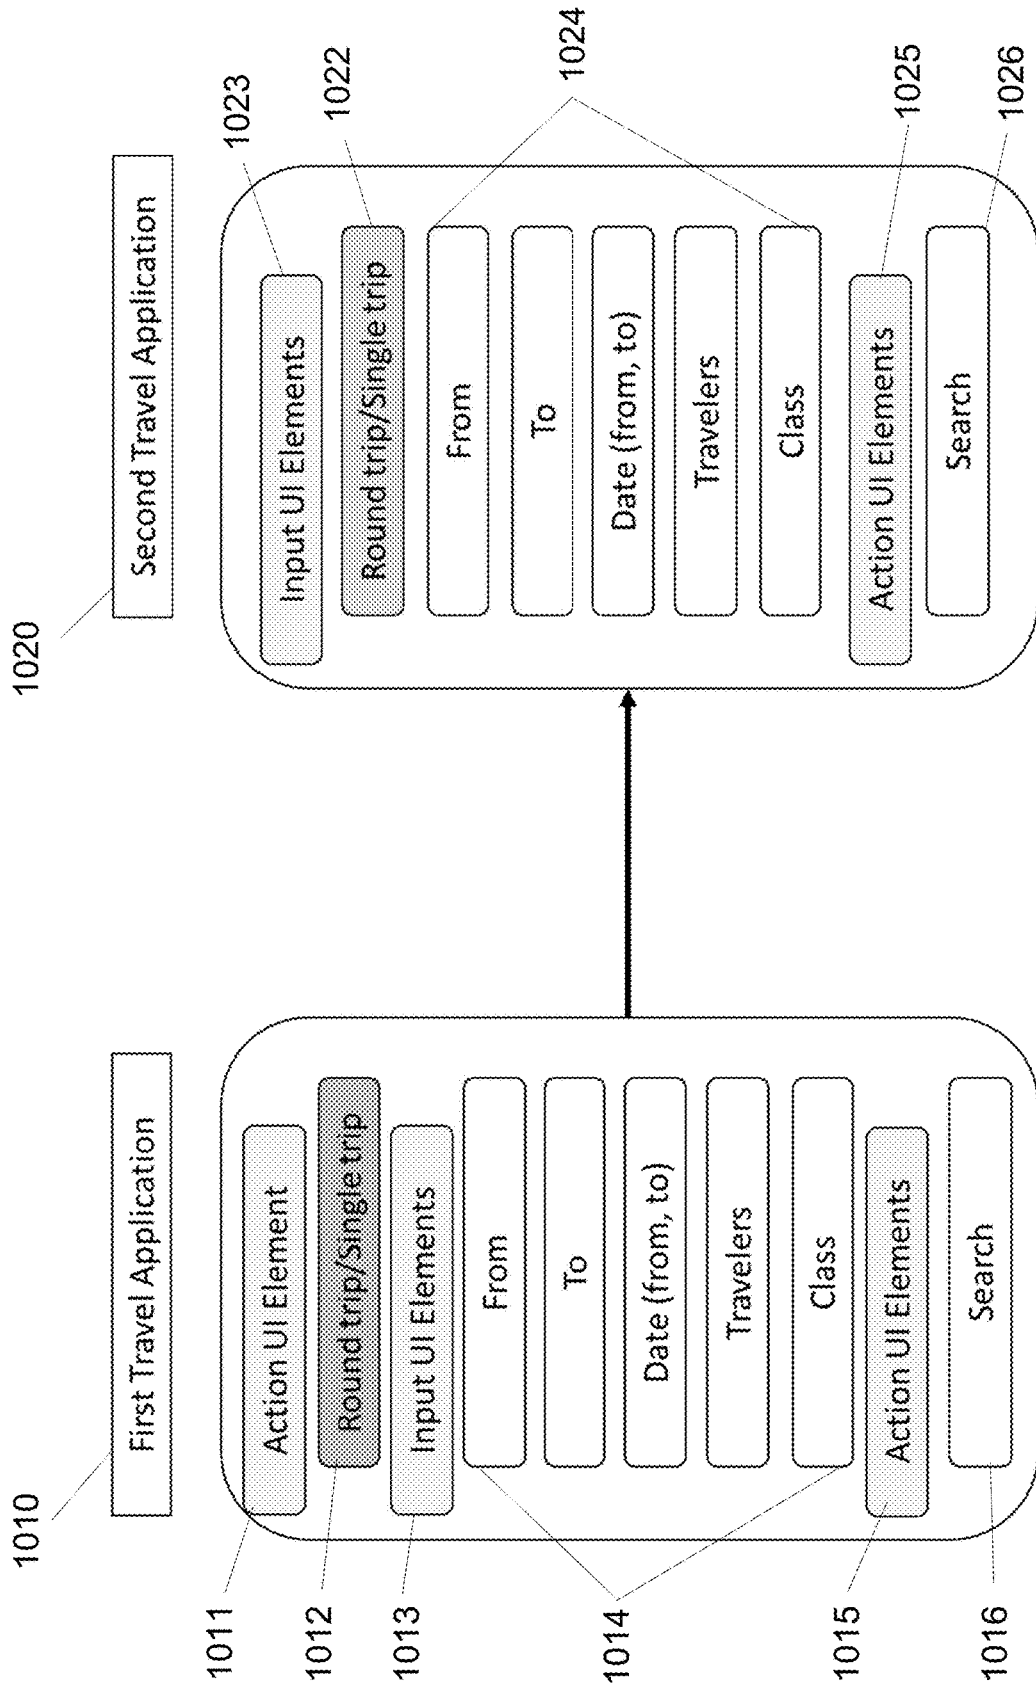 1010
First Travel Application
1011
Action UI Element
1012
Round trip/Single trip
1013
Input UI Elements
1014
From
To
Date (from, to)
Travelers
Class
1015
Action UI Elements
1016
Search
1020
Second Travel Application
1023
Input UI Elements
1022
Round trip/Single trip
1024
From
To
Date (from, to)
Travelers
Class
1025
Action UI Elements
1026
Search